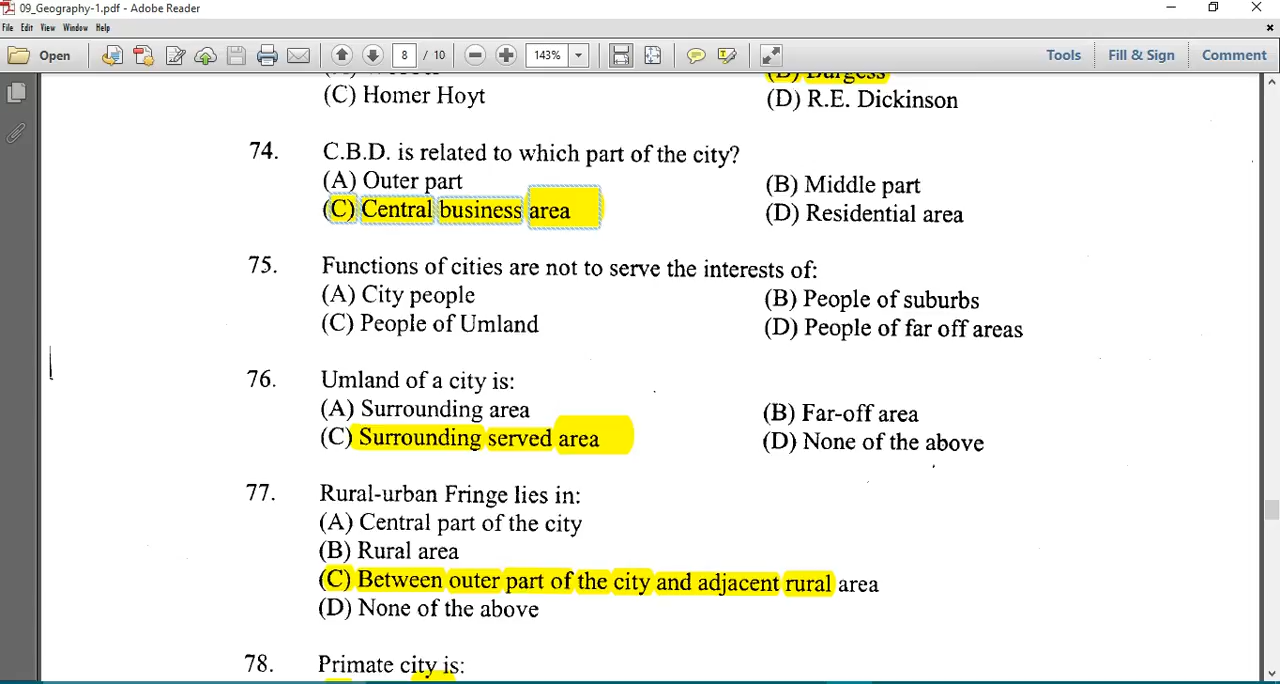 09_Geography-1.pdf - Adobe Reader
File Edit View Window Help
Open 8 / 10 143% Tools Fill & Sign Comment
(B) Burgess
(C) Homer Hoyt
(D) R.E. Dickinson
74. C.B.D. is related to which part of the city?
(A) Outer part
(B) Middle part
(C) Central business area
(D) Residential area
75. Functions of cities are not to serve the interests of:
(A) City people
(B) People of suburbs
(C) People of Umland
(D) People of far off areas
76. Umland of a city is:
(A) Surrounding area
(B) Far-off area
(C) Surrounding served area
(D) None of the above
77. Rural-urban Fringe lies in:
(A) Central part of the city
(B) Rural area
(C) Between outer part of the city and adjacent rural area
(D) None of the above
78. Primate city is: